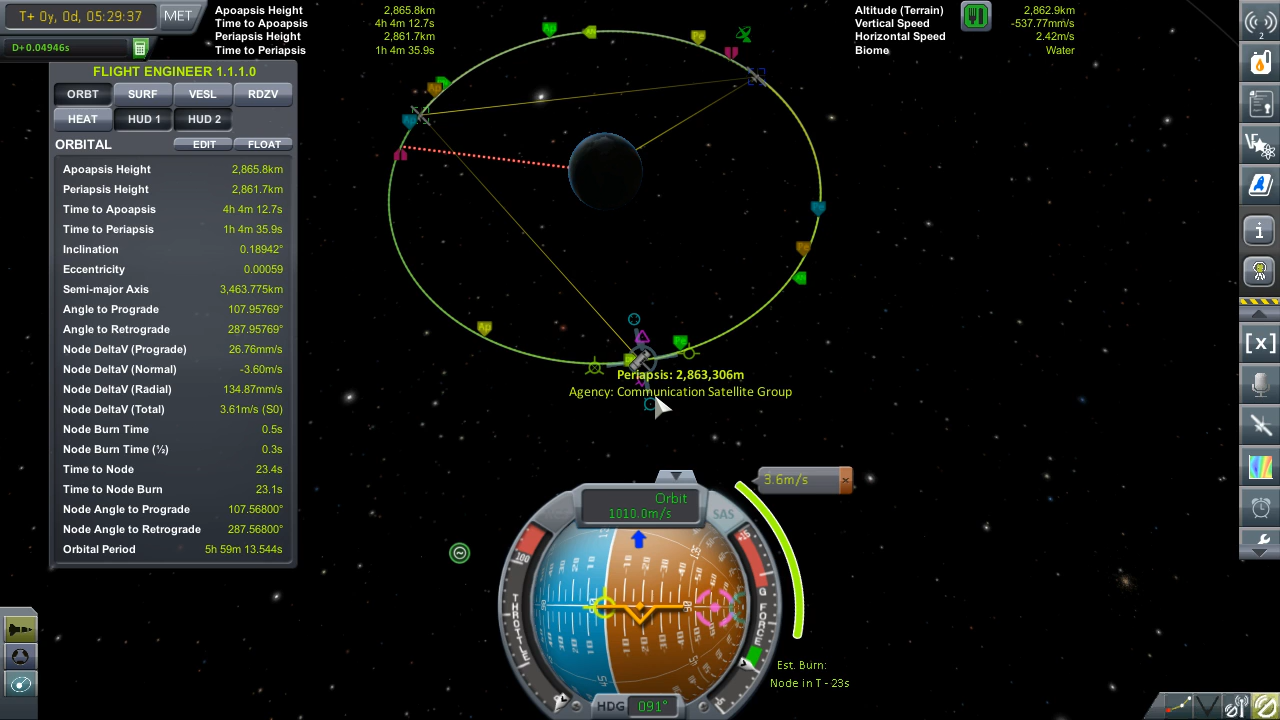 T+ 0y, 0d, 05:29:37 MET
D+0.04946s
Apoapsis Height 2,865.8km
Time to Apoapsis 4h 4m 12.7s
Periapsis Height 2,861.7km
Time to Periapsis 1h 4m 35.9s
Altitude (Terrain) 2,862.9km
Vertical Speed -537.77mm/s
Horizontal Speed 2.42m/s
Biome Water
2
FLIGHT ENGINEER 1.1.1.0
ORBT SURF VESL RDZV
HEAT HUD 1 HUD 2
ORBITAL EDIT FLOAT
Apoapsis Height 2,865.8km
Periapsis Height 2,861.7km
Time to Apoapsis 4h 4m 12.7s
Time to Periapsis 1h 4m 35.9s
Inclination 0.18942°
Eccentricity 0.00059
Semi-major Axis 3,463.775km
Angle to Prograde 107.95769°
Angle to Retrograde 287.95769°
Node DeltaV (Prograde) 26.76mm/s
Node DeltaV (Normal) -3.60m/s
Node DeltaV (Radial) 134.87mm/s
Node DeltaV (Total) 3.61m/s (S0)
Node Burn Time 0.5s
Node Burn Time (½) 0.3s
Time to Node 23.4s
Time to Node Burn 23.1s
Node Angle to Prograde 107.56800°
Node Angle to Retrograde 287.56800°
Orbital Period 5h 59m 13.544s
Periapsis: 2,863,306m
Agency: Communication Satellite Group
3.6m/s
Orbit
1010.0m/s
SAS
THROTTLE
G FORCE
Est. Burn:
Node in T - 23s
HDG 091°